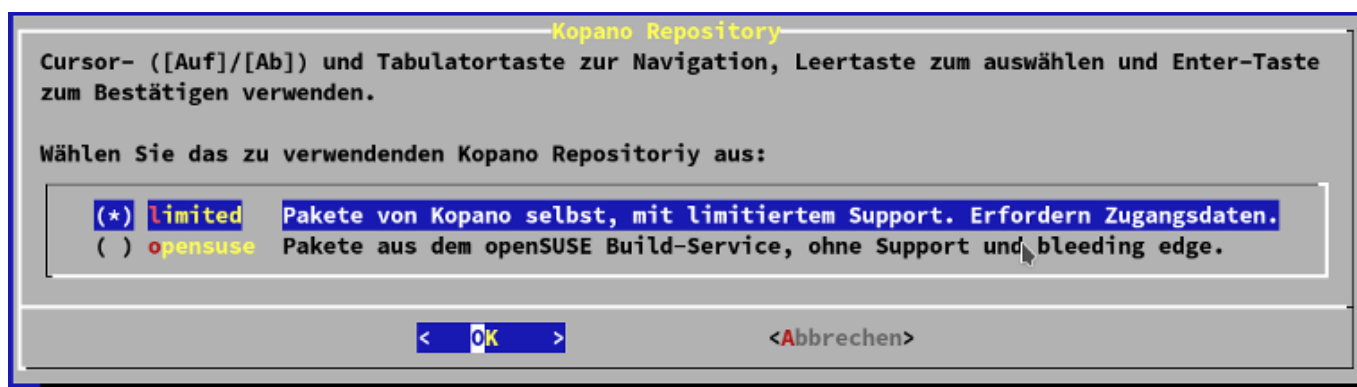 Kopano Repository
Cursor- ([Auf]/[Ab]) und Tabulatortaste zur Navigation, Leertaste zum auswählen und Enter-Taste
zum Bestätigen verwenden.
Wählen Sie das zu verwendenden Kopano Repositoriy aus:
(*) limited Pakete von Kopano selbst, mit limitiertem Support. Erfordern Zugangsdaten.
( ) opensuse Pakete aus dem openSUSE Build-Service, ohne Support und bleeding edge.
< OK > <Abbrechen>